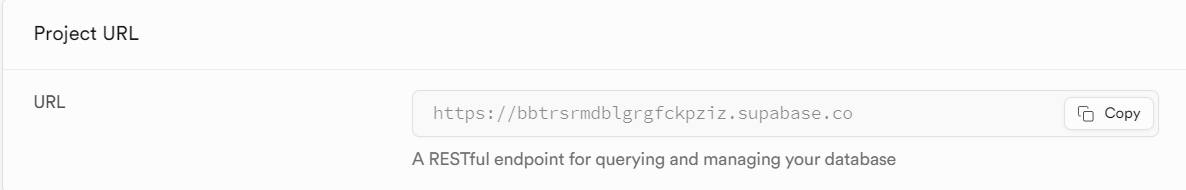 Project URL
URL
https://bbtrsrmdblgrgfckpziz.supabase.co
Copy
A RESTful endpoint for querying and managing your database